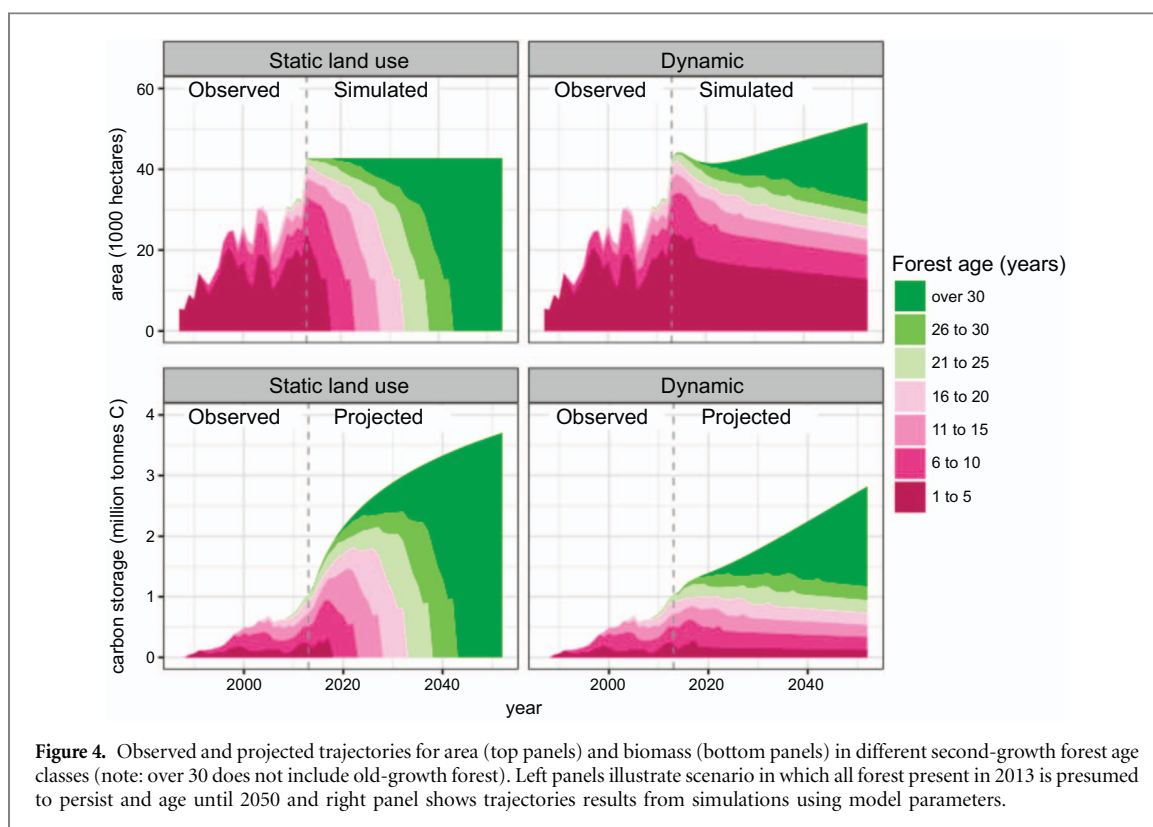 Static land use
Dynamic
Observed Simulated
Observed Simulated
area (1000 hectares)
60
40
20
0
Static land use
Dynamic
Observed Projected
Observed Projected
carbon storage (million tonnes C)
4
3
2
1
0
2000 2020 2040
2000 2020 2040
year
Forest age (years)
over 30
26 to 30
21 to 25
16 to 20
11 to 15
6 to 10
1 to 5
Figure 4. Observed and projected trajectories for area (top panels) and biomass (bottom panels) in different second-growth forest age
classes (note: over 30 does not include old-growth forest). Left panels illustrate scenario in which all forest present in 2013 is presumed
to persist and age until 2050 and right panel shows trajectories results from simulations using model parameters.